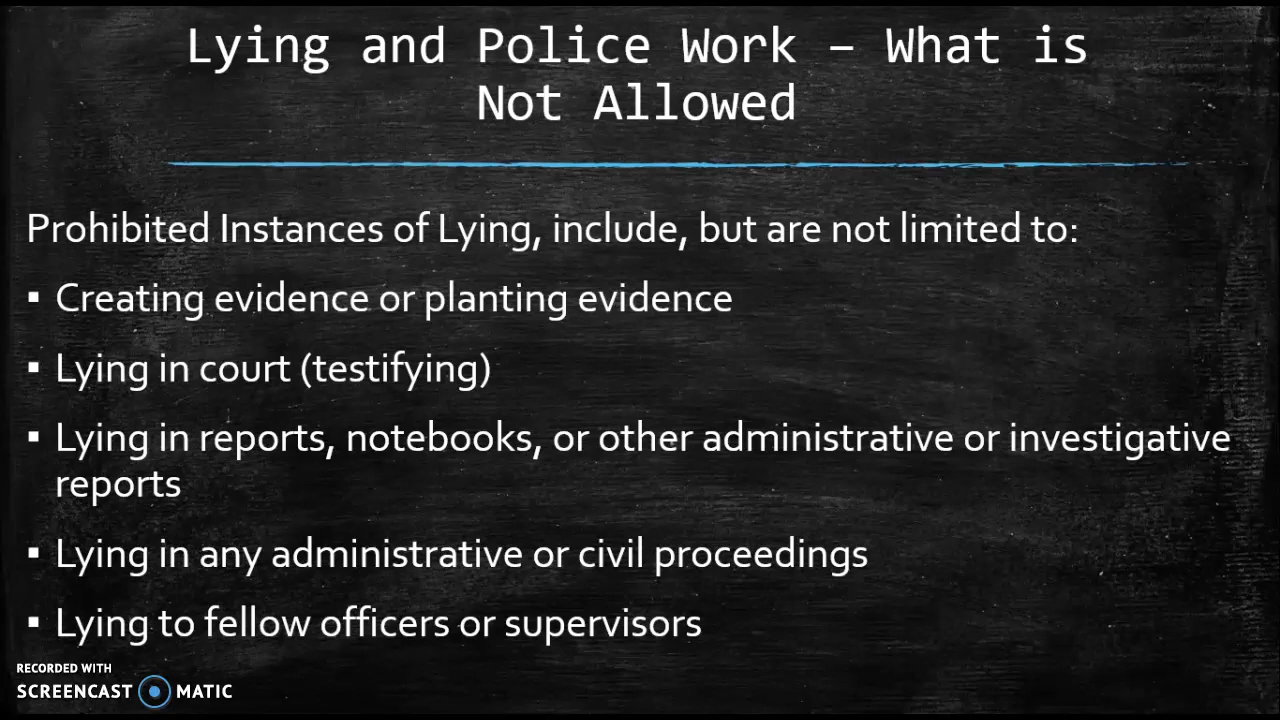 Lying and Police Work – What is
Not Allowed
Prohibited Instances of Lying, include, but are not limited to:
▪ Creating evidence or planting evidence
▪ Lying in court (testifying)
▪ Lying in reports, notebooks, or other administrative or investigative
reports
▪ Lying in any administrative or civil proceedings
▪ Lying to fellow officers or supervisors
RECORDED WITH
SCREENCAST MATIC